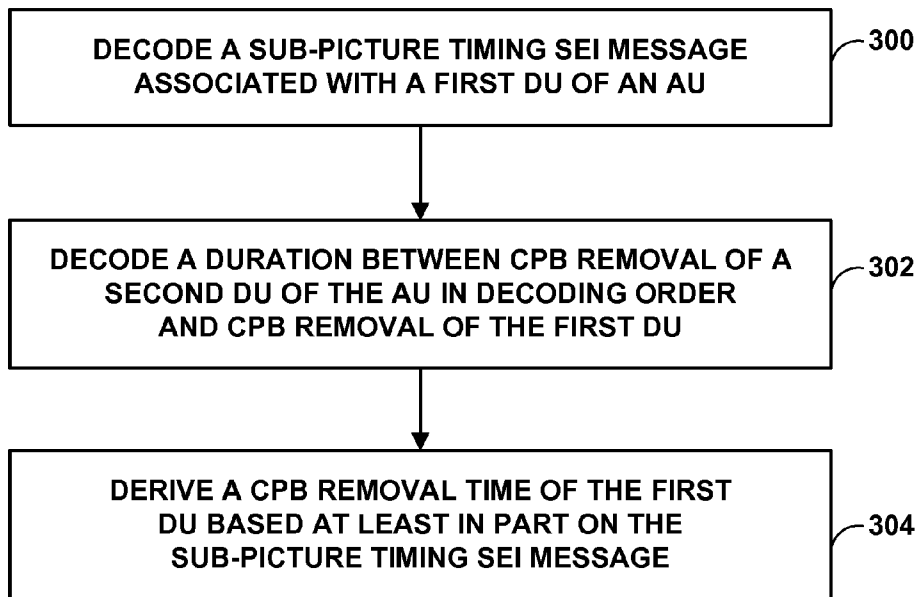 DECODE A SUB-PICTURE TIMING SEI MESSAGE
ASSOCIATED WITH A FIRST DU OF AN AU
300
DECODE A DURATION BETWEEN CPB REMOVAL OF A
SECOND DU OF THE AU IN DECODING ORDER
AND CPB REMOVAL OF THE FIRST DU
302
DERIVE A CPB REMOVAL TIME OF THE FIRST
DU BASED AT LEAST IN PART ON THE
SUB-PICTURE TIMING SEI MESSAGE
304